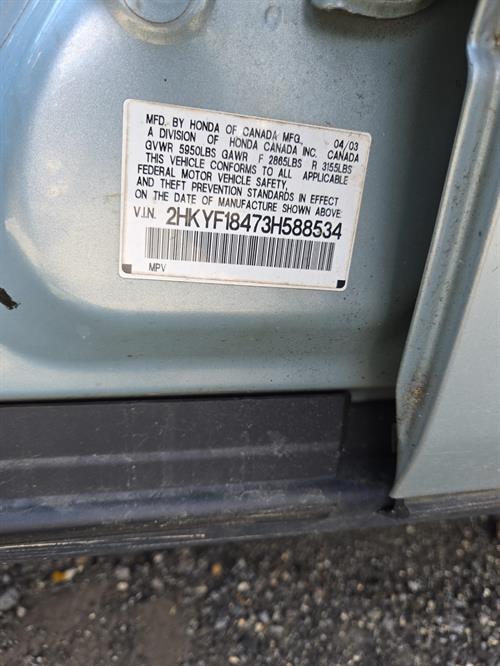 MFD. BY HONDA OF CANADA MFG., 04/03
A DIVISION OF HONDA CANADA INC. CANADA
GVWR 5950LBS GAWR F 2865LBS R 3155LBS
THIS VEHICLE CONFORMS TO ALL APPLICABLE
FEDERAL MOTOR VEHICLE SAFETY,
AND THEFT PREVENTION STANDARDS IN EFFECT
ON THE DATE OF MANUFACTURE SHOWN ABOVE.
V.I.N. 2HKYF18473H588534
MPV